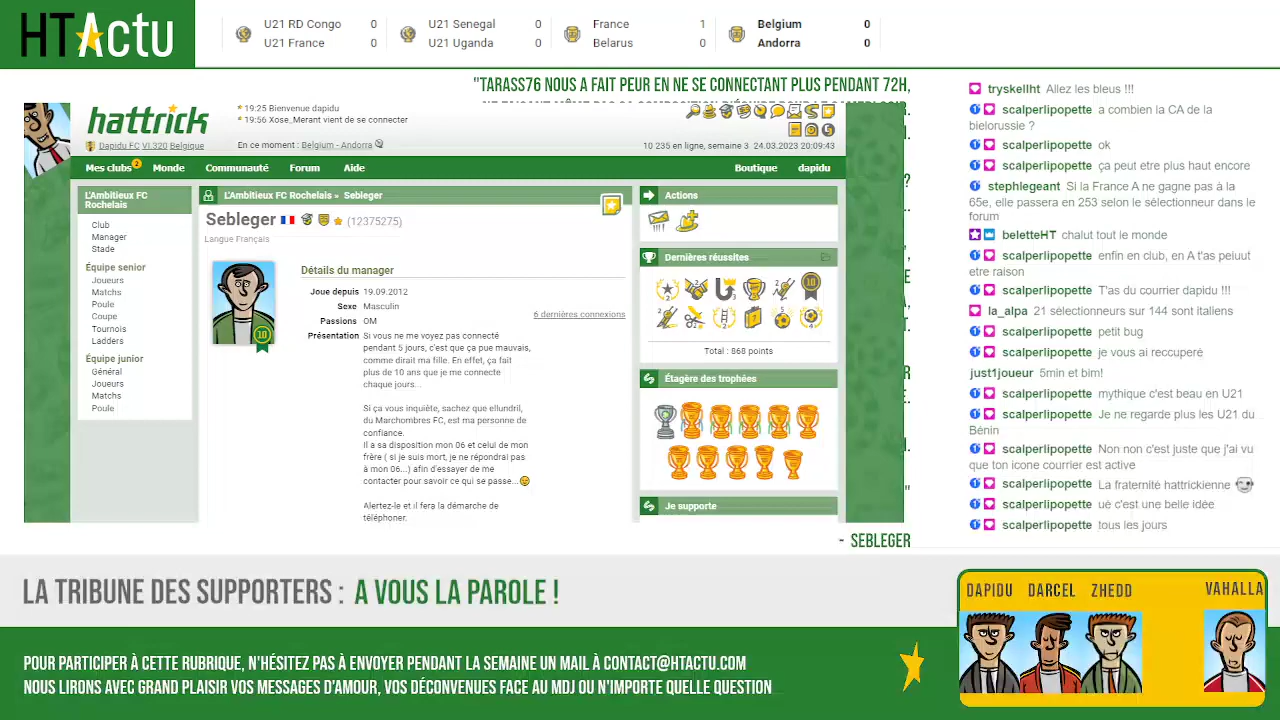 HTActu
U21 RD Congo 0
U21 France 0
U21 Senegal 0
U21 Uganda 0
France 1
Belarus 0
Belgium 0
Andorra 0
"TARASS76 NOUS A FAIT PEUR EN NE SE CONNECTANT PLUS PENDANT 72H,
hattrick
19:25 Bienvenue dapidu
19:56 leon_Merant vient de se connecter
Dapidu FC VI.320 Belgique
En ce moment : Belgium - Andorra
10 235 en ligne, semaine 3 24.03.2023 20:09:43
Mes clubs 2 Monde Communauté Forum Aide Boutique dapidu
L'Ambitieux FC
Rochelais
Club
Manager
Stade
Équipe senior
Joueurs
Matchs
Poule
Coupe
Tournois
Ladders
Équipe junior
Général
Joueurs
Matchs
Poule
L'Ambitieux FC Rochelais » Sebleger
Sebleger (12375275)
Langue Français
10
Détails du manager
Joue depuis 19.09.2012
Sexe Masculin
Passions OM
6 dernières connexions
Présentation Si vous ne me voyez pas connecté
pendant 5 jours, c'est que ça pue mauvais,
comme dirait ma fille. En effet, ça fait
plus de 10 ans que je me connecte
chaque jours...
Si ça vous inquiète, sachez que ellundril,
du Marchombres FC, est ma personne de
confiance.
Il a sa disposition mon 06 et celui de mon
frère ( si je suis mort, je ne répondrai pas
à mon 06...) afin d'essayer de me
contacter pour savoir ce qui se passe...
Alertez-le et il fera la démarche de
téléphoner.
Actions
Dernières réussites
10
Total : 868 points
Étagère des trophées
Je supporte
- SEBLEGER
tryskellht Allez les bleus !!!
scalperlipopette a combien la CA de la
bielorussie ?
scalperlipopette ok
scalperlipopette ça peut etre plus haut encore
stephlegeant Si la France A ne gagne pas à la
65e, elle passera en 253 selon le sélectionneur dans le
forum
beletteHT chalut tout le monde
scalperlipopette enfin en club, en A t'as peluut
etre raison
scalperlipopette T'as du courrier dapidu !!!
la_alpa 21 sélectionneurs sur 144 sont italiens
scalperlipopette petit bug
scalperlipopette je vous ai reccuperé
just1joueur 5min et bim!
scalperlipopette mythique c'est beau en U21
scalperlipopette Je ne regarde plus les U21 du
Bénin
scalperlipopette Non non c'est juste que j'ai vu
que ton icone courrier est active
scalperlipopette La fraternité hattrickienne
scalperlipopette ué c'est une belle idée
scalperlipopette tous les jours
LA TRIBUNE DES SUPPORTERS : A VOUS LA PAROLE !
DAPIDU DARCEL ZHEDD VAHALLA
POUR PARTICIPER À CETTE RUBRIQUE, N'HÉSITEZ PAS À ENVOYER PENDANT LA SEMAINE UN MAIL À CONTACT@HTACTU.COM
NOUS LIRONS AVEC GRAND PLAISIR VOS MESSAGES D'AMOUR, VOS DÉCONVENUES FACE AU MDJ OU N'IMPORTE QUELLE QUESTION